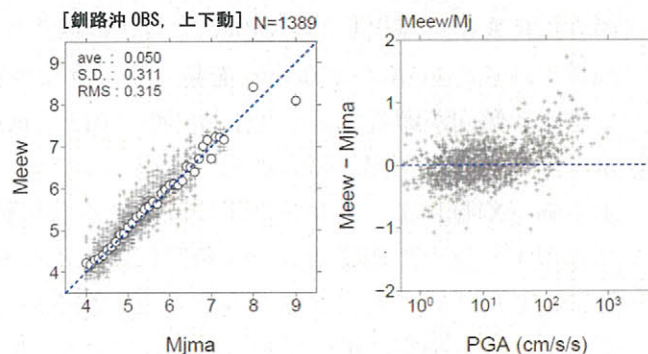 [釧路沖 OBS, 上下動] N=1389
ave. : 0.050
S.D. : 0.311
RMS : 0.315
9
8
7
6
5
4
Meew
4 5 6 7 8 9
Mjma
Meew/Mj
2
1
0
−1
−2
Meew − Mjma
10⁰ 10¹ 10² 10³
PGA (cm/s/s)